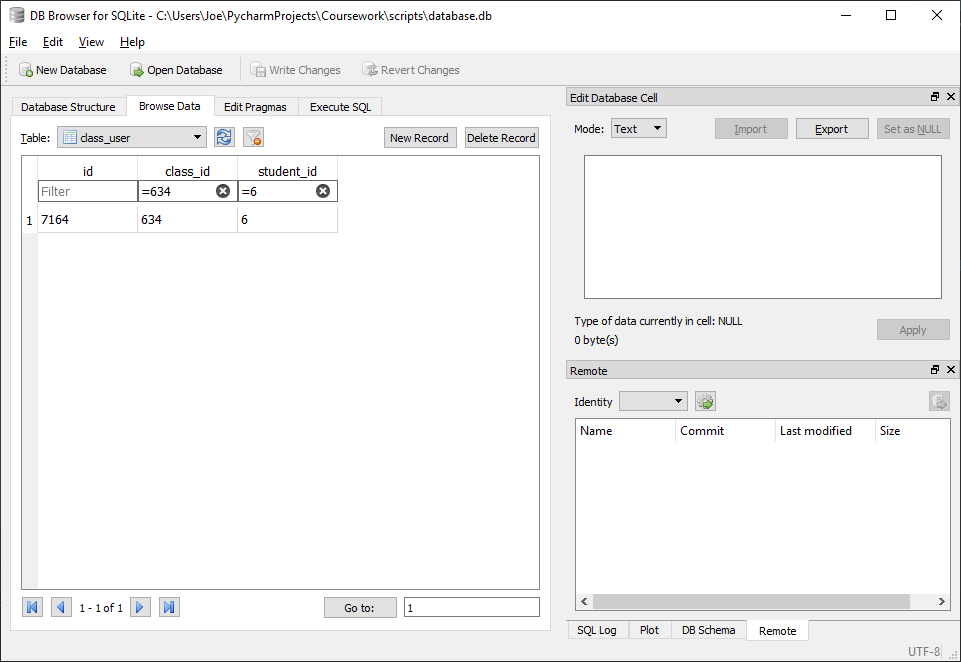 DB Browser for SQLite - C:\Users\Joe\PycharmProjects\Coursework\scripts\database.db
File Edit View Help
New Database Open Database Write Changes Revert Changes
Database Structure Browse Data Edit Pragmas Execute SQL
Table: class_user New Record Delete Record
id class_id student_id
Filter =634 =6
1 7164 634 6
1 - 1 of 1 Go to: 1
Edit Database Cell
Mode: Text Import Export Set as NULL
Type of data currently in cell: NULL
0 byte(s)
Apply
Remote
Identity
Name Commit Last modified Size
SQL Log Plot DB Schema Remote
UTF-8